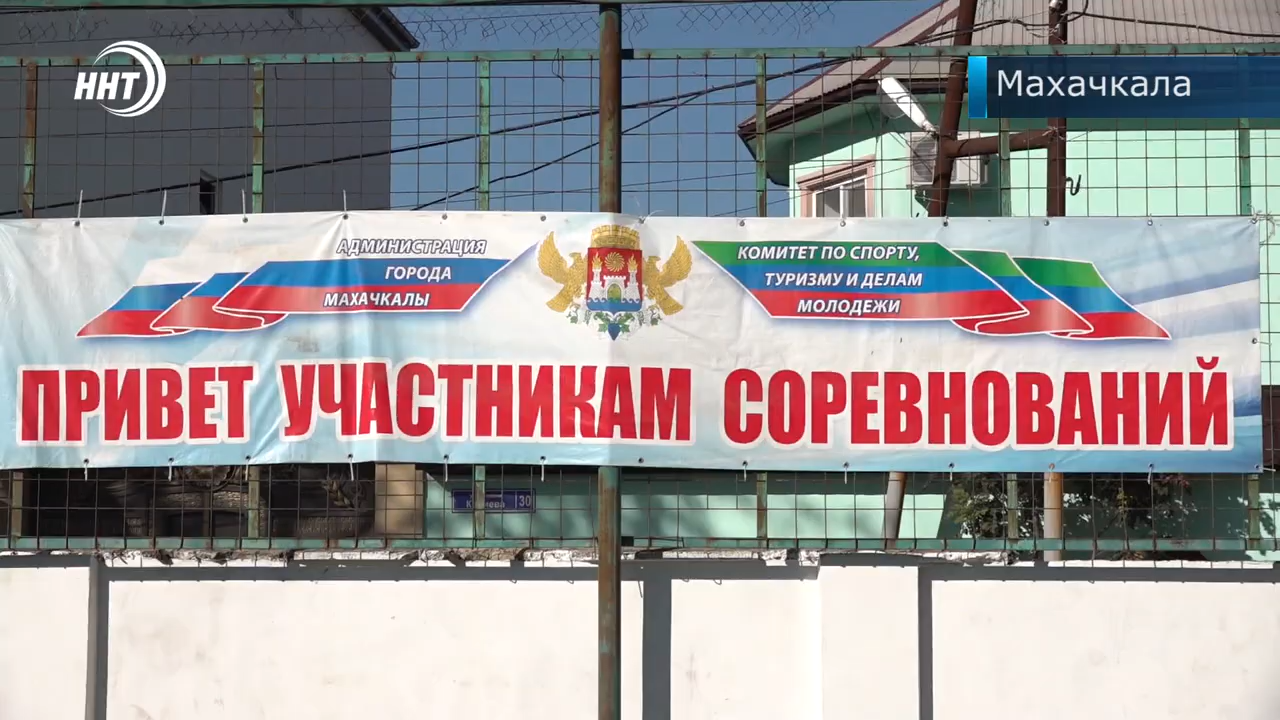 ННТ
Махачкала
АДМИНИСТРАЦИЯ
ГОРОДА
МАХАЧКАЛЫ
КОМИТЕТ ПО СПОРТУ,
ТУРИЗМУ И ДЕЛАМ
МОЛОДЕЖИ
ПРИВЕТ УЧАСТНИКАМ СОРЕВНОВАНИЙ
30